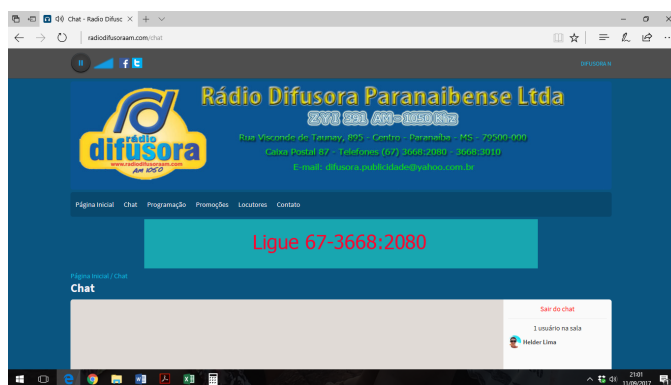 Chat - Radio Difusc
radiodifusoraam.com/chat
DIFUSORA N
rádio
difusora
www.radiodifusoraam.com
AM 1050
Rádio Difusora Paranaibense Ltda
ZYI 391 AM=1050 Khz
Rua Visconde de Taunay, 895 - Centro - Paranaíba - MS - 79500-000
Caixa Postal 87 - Telefones (67) 3668:2080 - 3668:3010
E-mail: difusora.publicidade@yahoo.com.br
Página Inicial Chat Programação Promoções Locutores Contato
Ligue 67-3668:2080
Página Inicial / Chat
Chat
Sair do chat
1 usuário na sala
Helder Lima
21:01
11/09/2017